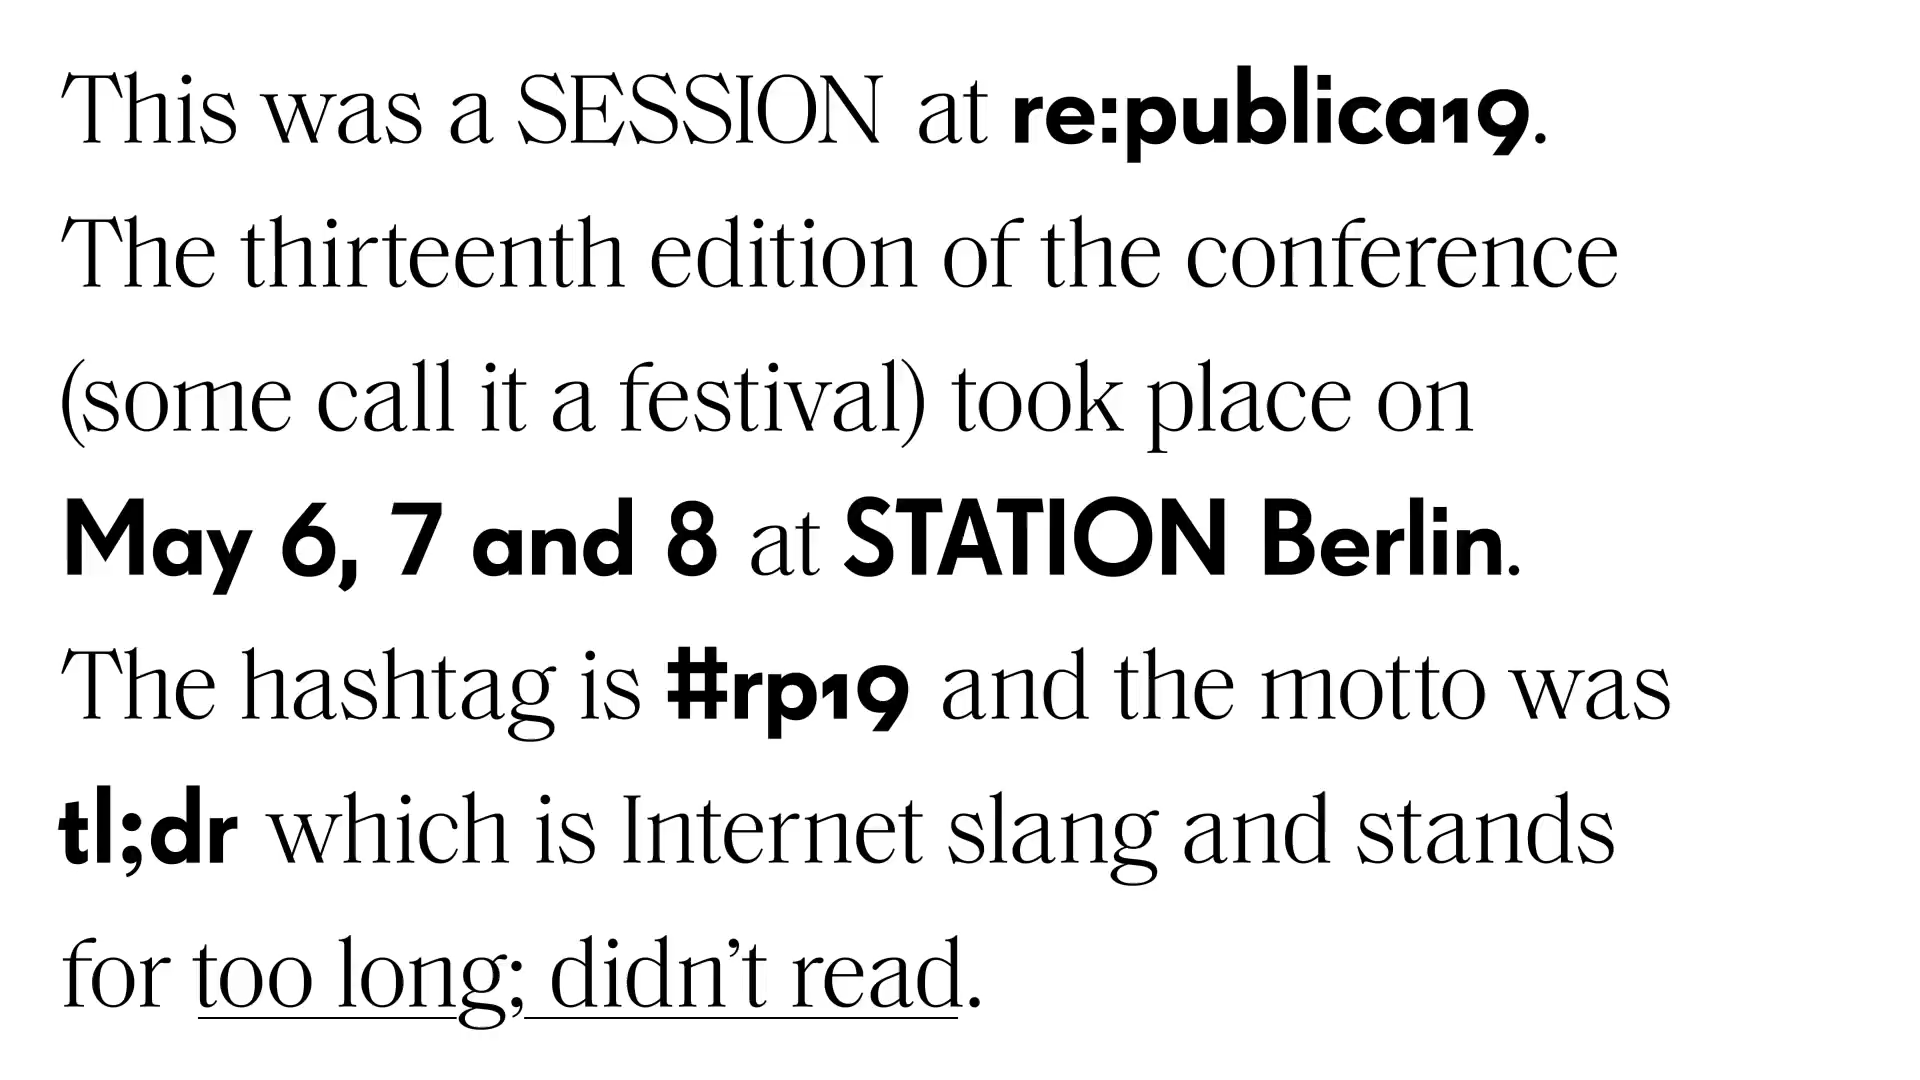 This was a SESSION at re:publica19.
The thirteenth edition of the conference
(some call it a festival) took place on
May 6, 7 and 8 at STATION Berlin.
The hashtag is #rp19 and the motto was
tl;dr which is Internet slang and stands
for too long; didn’t read.